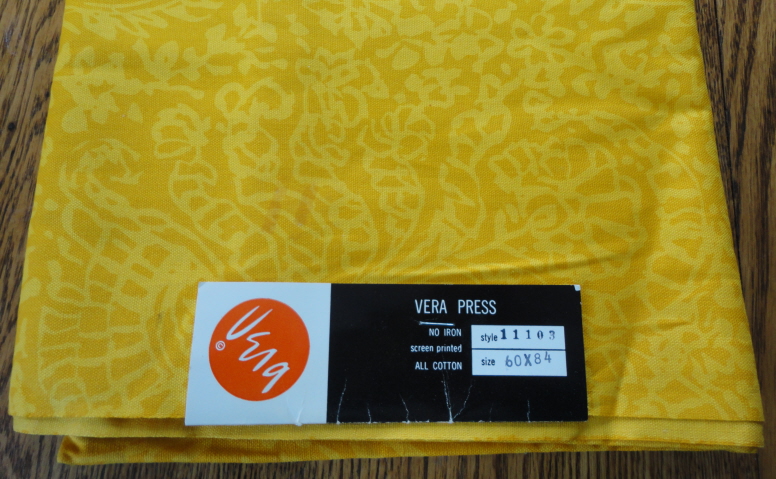 ©
Vera
VERA PRESS
NO IRON
screen printed
ALL COTTON
style 11103
size 60X84